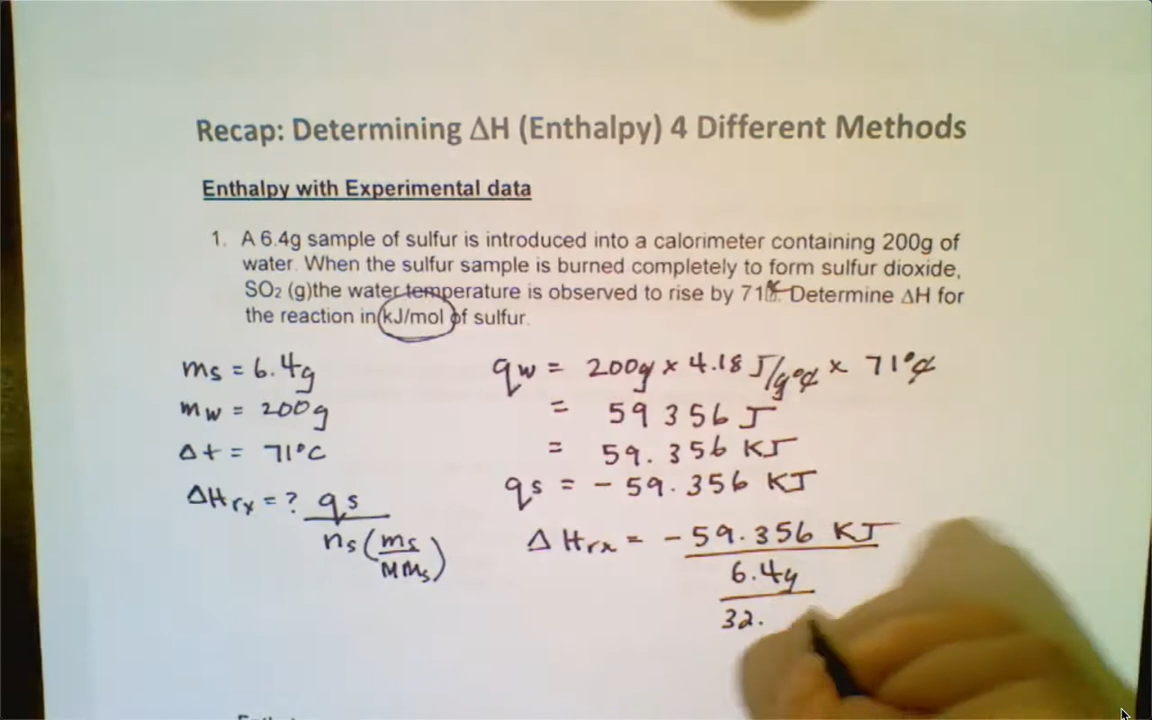 Recap: Determining ΔH (Enthalpy) 4 Different Methods
Enthalpy with Experimental data
1. A 6.4g sample of sulfur is introduced into a calorimeter containing 200g of
water. When the sulfur sample is burned completely to form sulfur dioxide,
SO₂ (g)the water temperature is observed to rise by 71. Determine ΔH for
the reaction in kJ/mol of sulfur.
ms = 6.4g
mw = 200g
Δt = 71°C
ΔHrx = ? qs
ns (ms
MMs)
qw = 200g x 4.18 J/g°C x 71°C
= 59 356 J
= 59.356 KJ
qs = - 59.356 KJ
ΔHrx = - 59.356 KJ
6.4g
32.